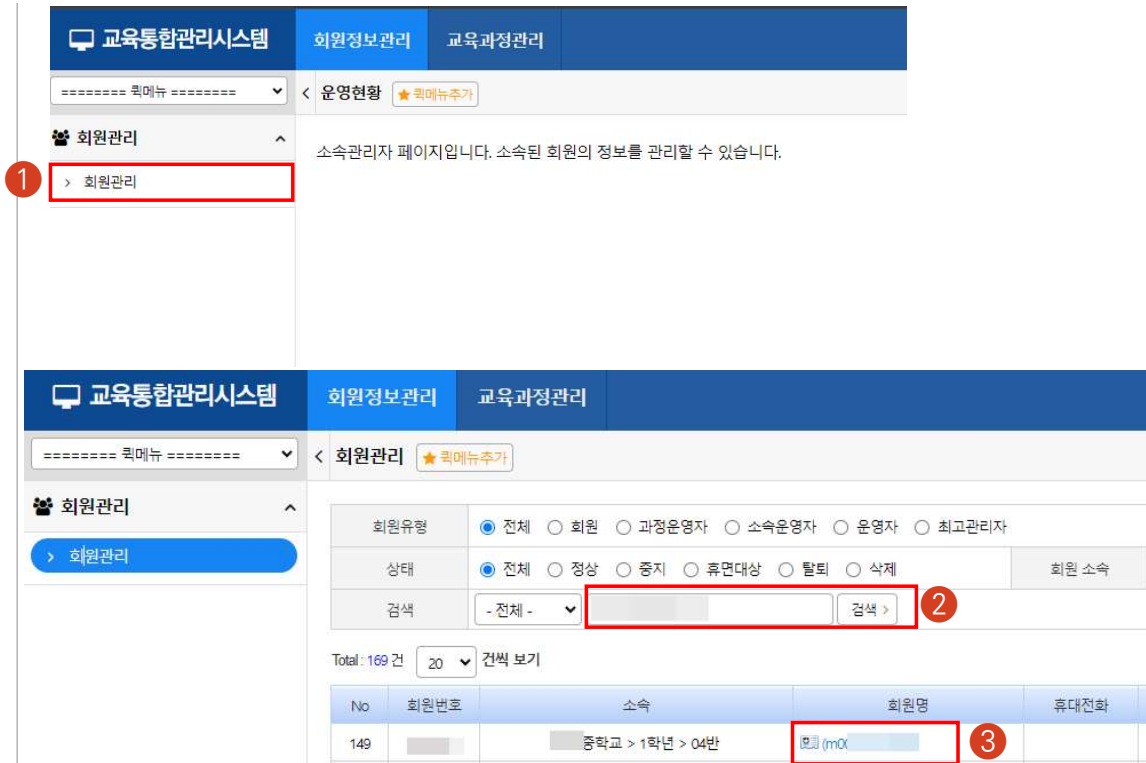 교육통합관리시스템 회원정보관리 교육과정관리
======== 퀵메뉴 ======== < 운영현황 ★퀵메뉴추가
회원관리
소속관리자 페이지입니다. 소속된 회원의 정보를 관리할 수 있습니다.
1 > 회원관리
교육통합관리시스템 회원정보관리 교육과정관리
======== 퀵메뉴 ======== < 회원관리 ★퀵메뉴추가
회원관리
회원유형 전체 회원 과정운영자 소속운영자 운영자 최고관리자
> 회원관리
상태 전체 정상 중지 휴면대상 탈퇴 삭제 회원 소속
검색 - 전체 - 검색 > 2
Total : 169 건 20 건씩 보기
No 회원번호 소속 회원명 휴대전화
149 중학교 > 1학년 > 04반 (m0 3